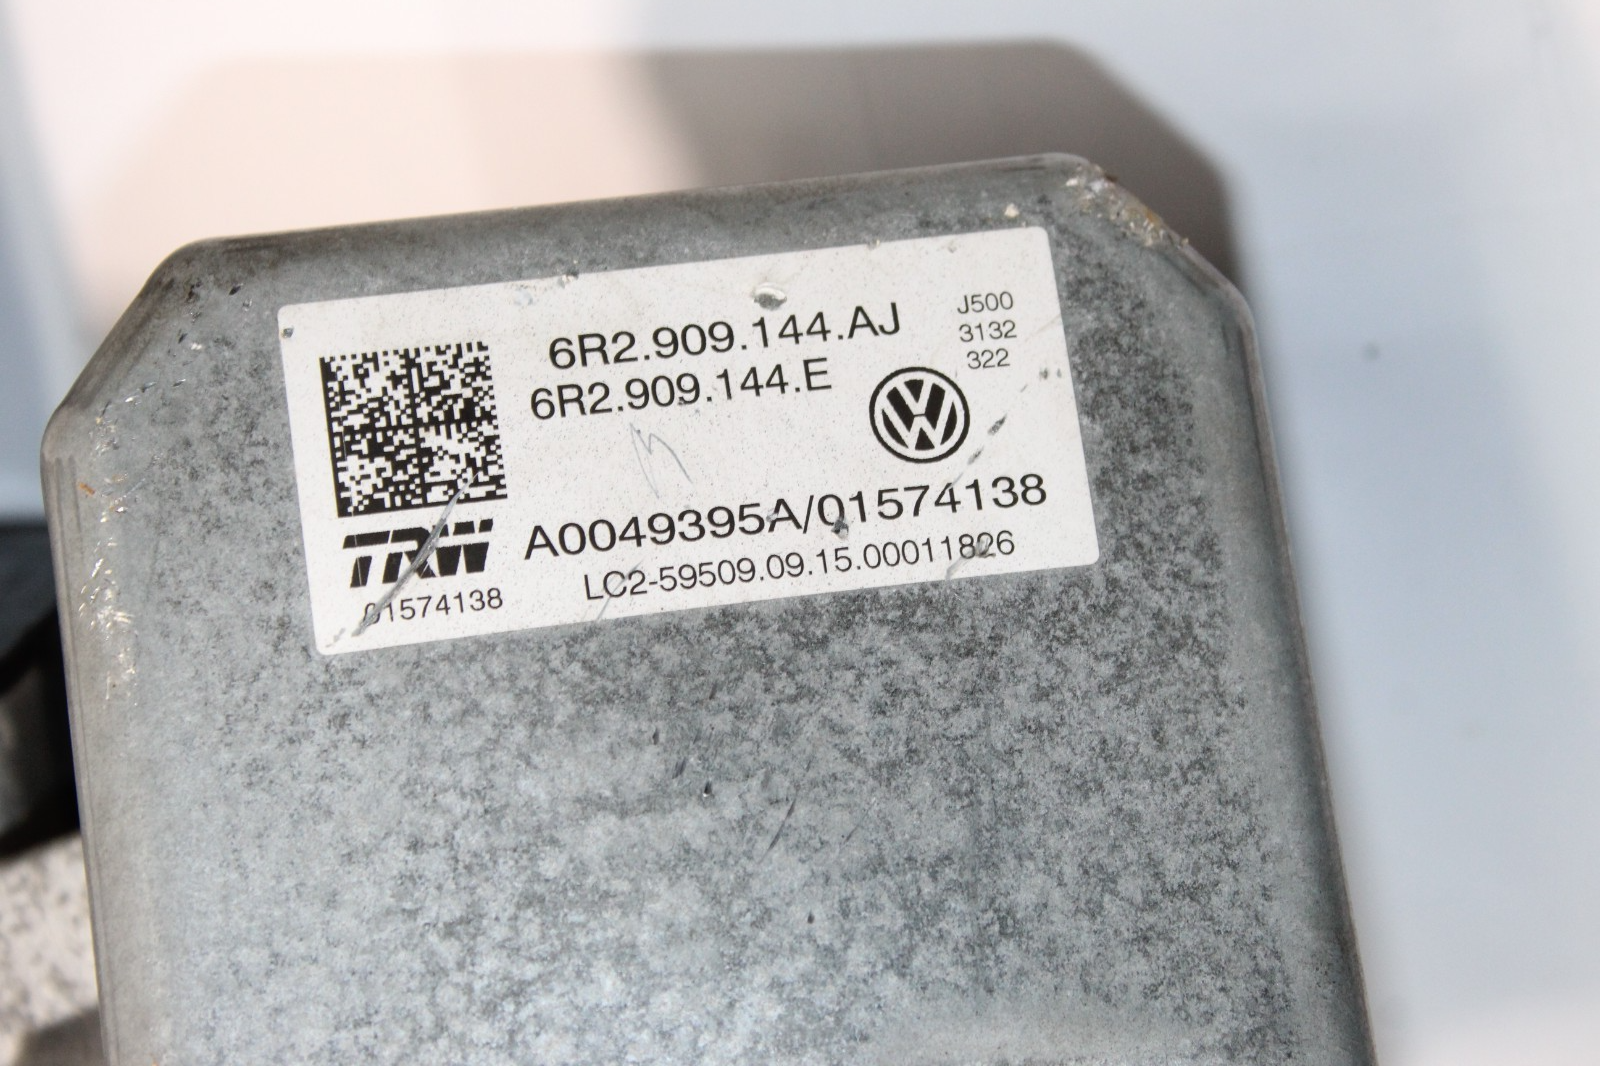 6R2.909.144.AJ
6R2.909.144.E
J500
3132
322
TRW
01574138
A0049395A/01574138
LC2-59509.09.15.00011826